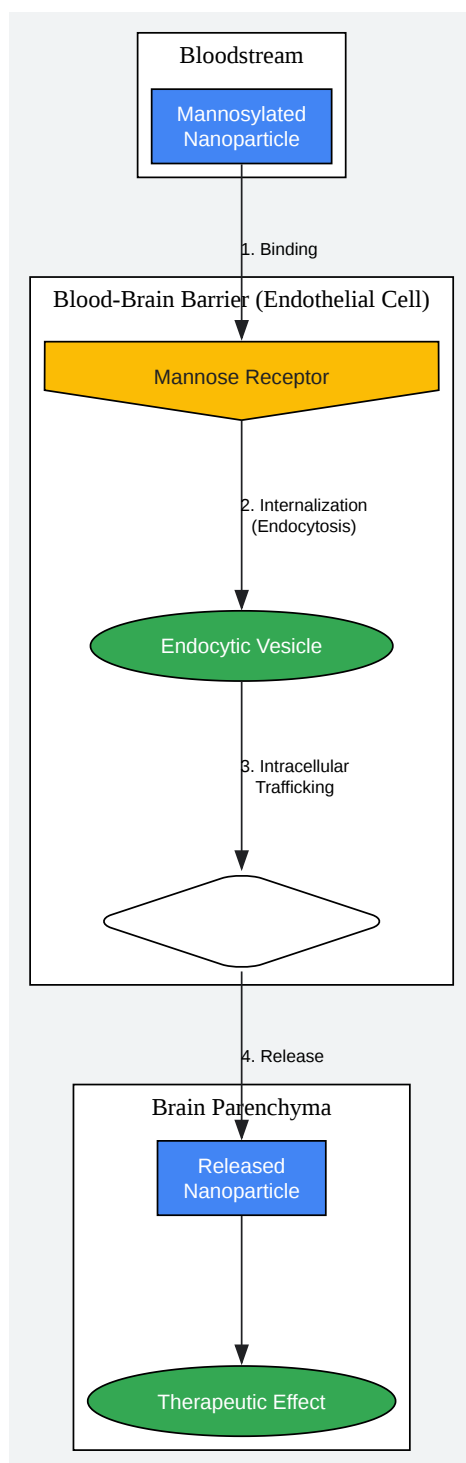 Bloodstream
Mannosylated
Nanoparticle
1. Binding
Blood-Brain Barrier (Endothelial Cell)
Mannose Receptor
2. Internalization
(Endocytosis)
Endocytic Vesicle
3. Intracellular
Trafficking
4. Release
Brain Parenchyma
Released
Nanoparticle
Therapeutic Effect